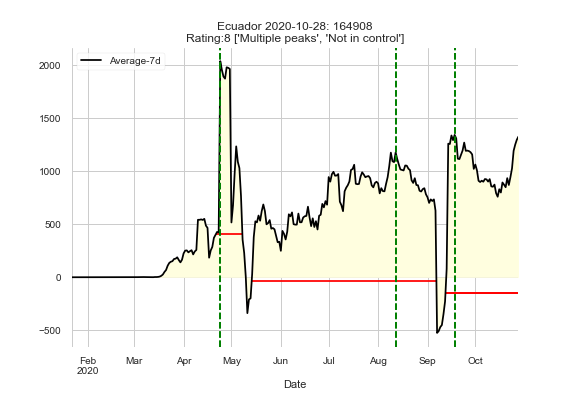 Ecuador 2020-10-28: 164908
Rating:8 ['Multiple peaks', 'Not in control']
Average-7d
2000
1500
1000
500
0
−500
Feb Mar Apr May Jun Jul Aug Sep Oct
2020
Date